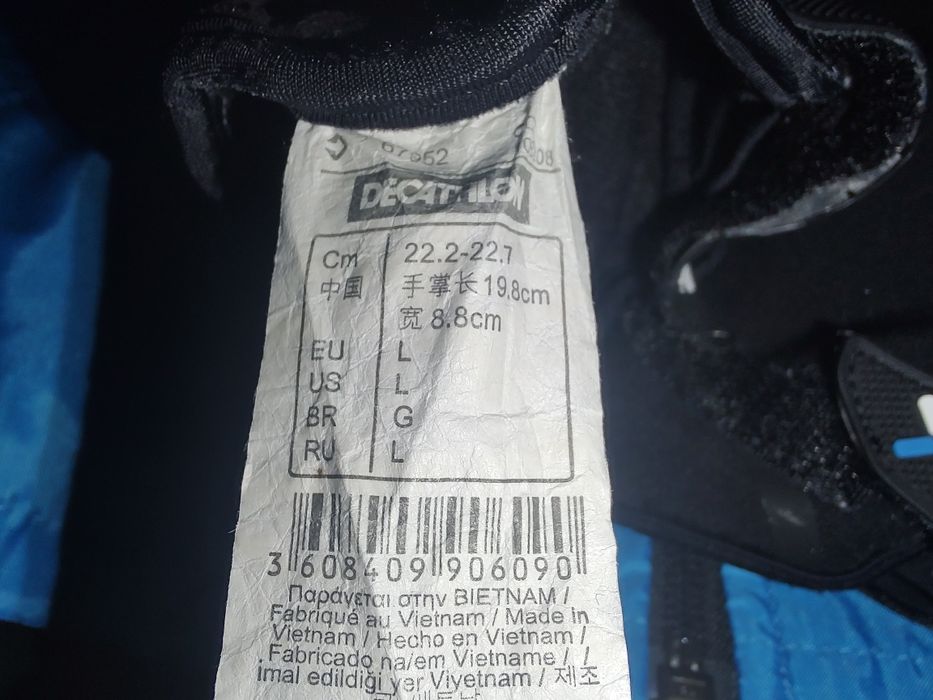 DECATHLON
Cm 22.2-22.7
中国 手掌长 19.8cm
宽 8.8cm
EU L
US L
BR G
RU L
3 608409 906090
Παράγεται στην ΒΙΕΤΝΑΜ /
Fabriqué au Vietnam / Made in
Vietnam / Hecho en Vietnam /
Fabricado na/em Vietname / /
imal edildiği yer Viyetnam / 제조